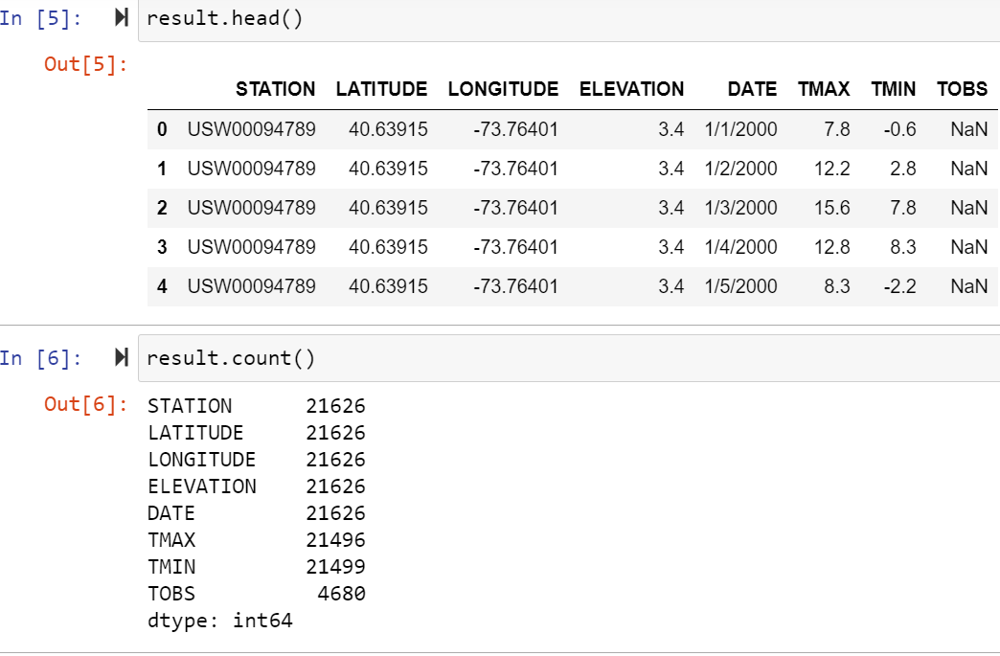 In [5]: result.head()
Out[5]:
STATION LATITUDE LONGITUDE ELEVATION DATE TMAX TMIN TOBS
0 USW00094789 40.63915 -73.76401 3.4 1/1/2000 7.8 -0.6 NaN
1 USW00094789 40.63915 -73.76401 3.4 1/2/2000 12.2 2.8 NaN
2 USW00094789 40.63915 -73.76401 3.4 1/3/2000 15.6 7.8 NaN
3 USW00094789 40.63915 -73.76401 3.4 1/4/2000 12.8 8.3 NaN
4 USW00094789 40.63915 -73.76401 3.4 1/5/2000 8.3 -2.2 NaN
In [6]: result.count()
Out[6]: STATION 21626
LATITUDE 21626
LONGITUDE 21626
ELEVATION 21626
DATE 21626
TMAX 21496
TMIN 21499
TOBS 4680
dtype: int64